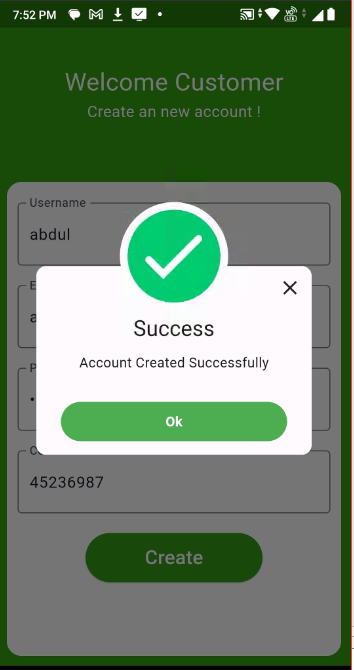 7:52 PM
Welcome Customer
Create an new account !
Username
abdul
Success
Account Created Successfully
Ok
45236987
Create